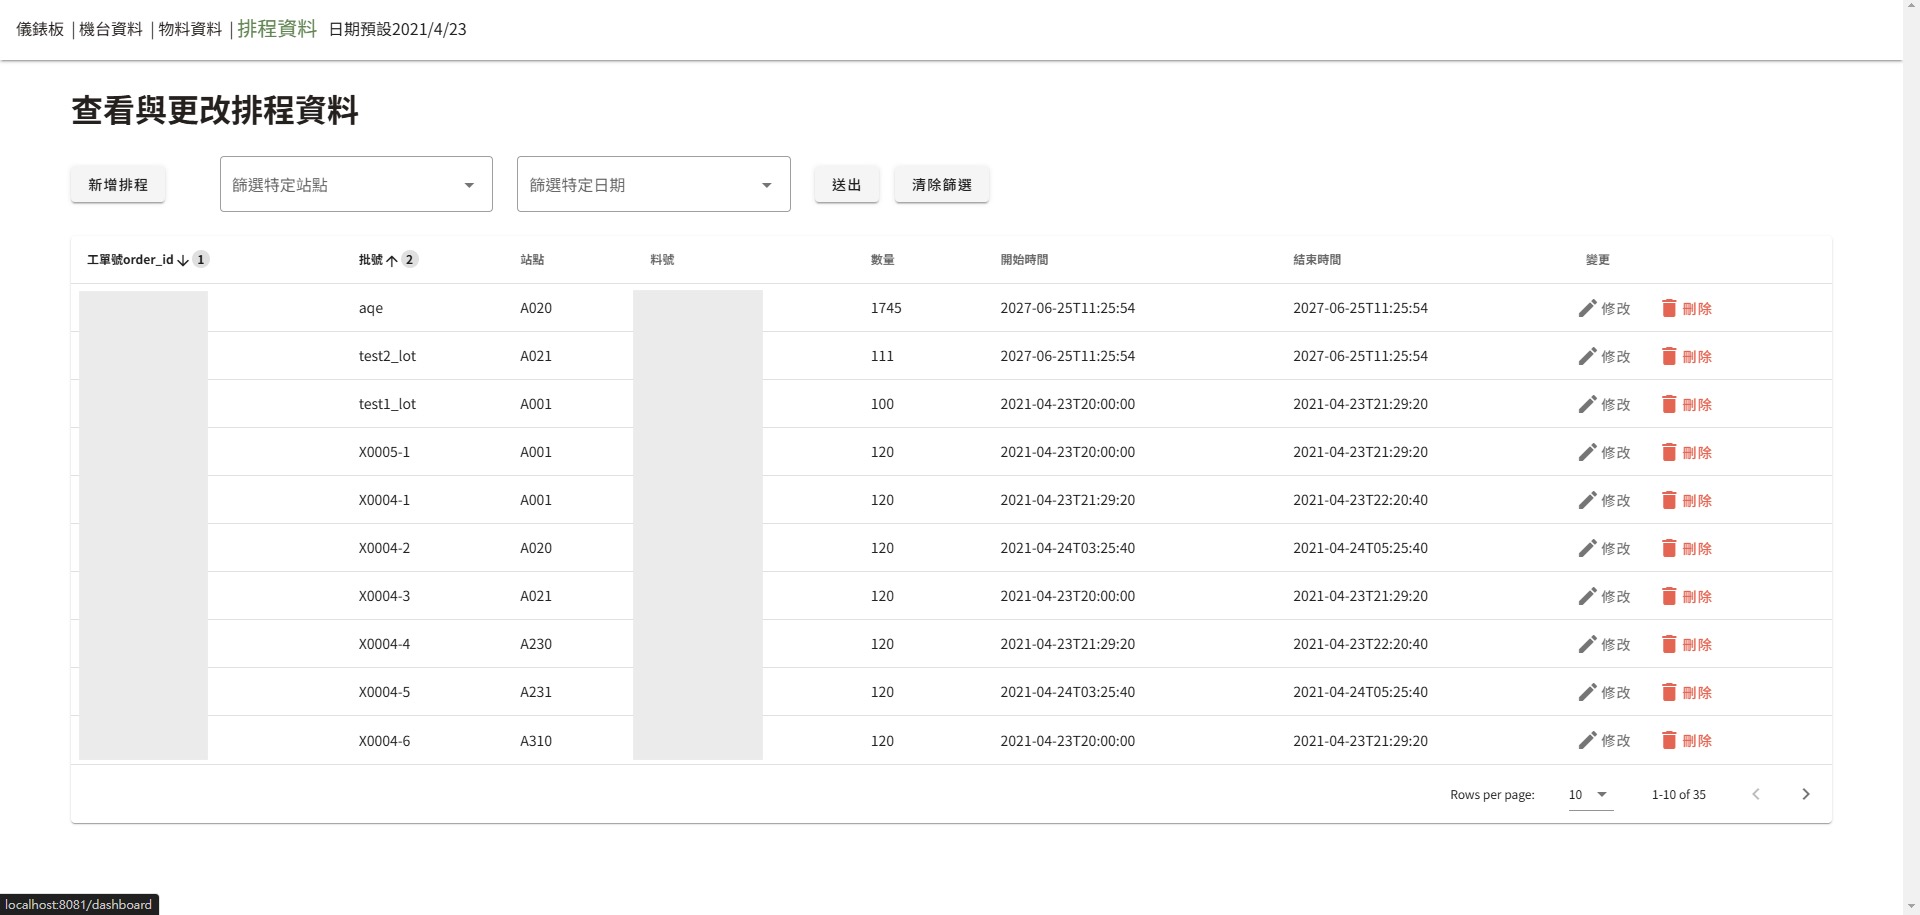 儀錶板 | 機台資料 | 物料資料 | 排程資料 日期預設2021/4/23
查看與更改排程資料
新增排程 篩選特定站點 篩選特定日期 送出 清除篩選
工單號order_id 1 批號 2 站點 料號 數量 開始時間 結束時間 變更
aqe A020 1745 2027-06-25T11:25:54 2027-06-25T11:25:54 修改 刪除
test2_lot A021 111 2027-06-25T11:25:54 2027-06-25T11:25:54 修改 刪除
test1_lot A001 100 2021-04-23T20:00:00 2021-04-23T21:29:20 修改 刪除
X0005-1 A001 120 2021-04-23T20:00:00 2021-04-23T21:29:20 修改 刪除
X0004-1 A001 120 2021-04-23T21:29:20 2021-04-23T22:20:40 修改 刪除
X0004-2 A020 120 2021-04-24T03:25:40 2021-04-24T05:25:40 修改 刪除
X0004-3 A021 120 2021-04-23T20:00:00 2021-04-23T21:29:20 修改 刪除
X0004-4 A230 120 2021-04-23T21:29:20 2021-04-23T22:20:40 修改 刪除
X0004-5 A231 120 2021-04-24T03:25:40 2021-04-24T05:25:40 修改 刪除
X0004-6 A310 120 2021-04-23T20:00:00 2021-04-23T21:29:20 修改 刪除
Rows per page: 10 1-10 of 35
localhost:8081/dashboard